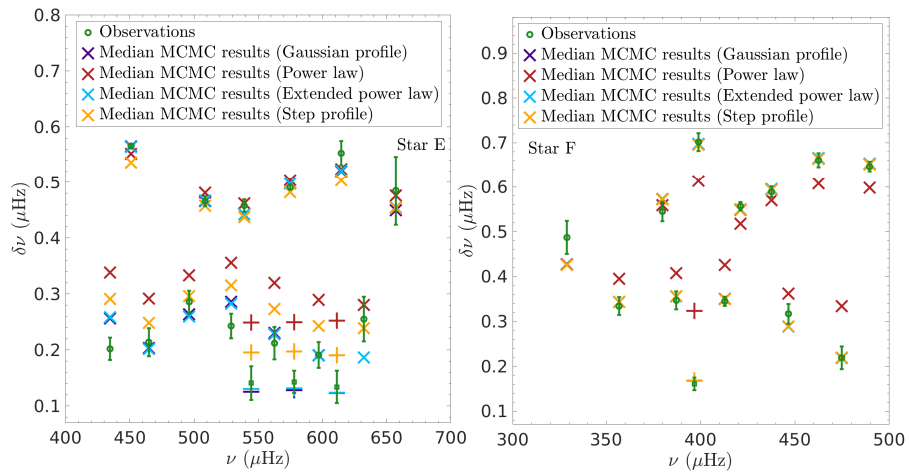 0.8
0.7
0.6
0.5
0.4
0.3
0.2
0.1
δν (μHz)
Observations
Median MCMC results (Gaussian profile)
Median MCMC results (Power law)
Median MCMC results (Extended power law)
Median MCMC results (Step profile)
Star E
400 450 500 550 600 650 700
ν (μHz)
0.9
0.8
0.7
0.6
0.5
0.4
0.3
0.2
0.1
δν (μHz)
Observations
Median MCMC results (Gaussian profile)
Median MCMC results (Power law)
Median MCMC results (Extended power law)
Median MCMC results (Step profile)
Star F
300 350 400 450 500
ν (μHz)